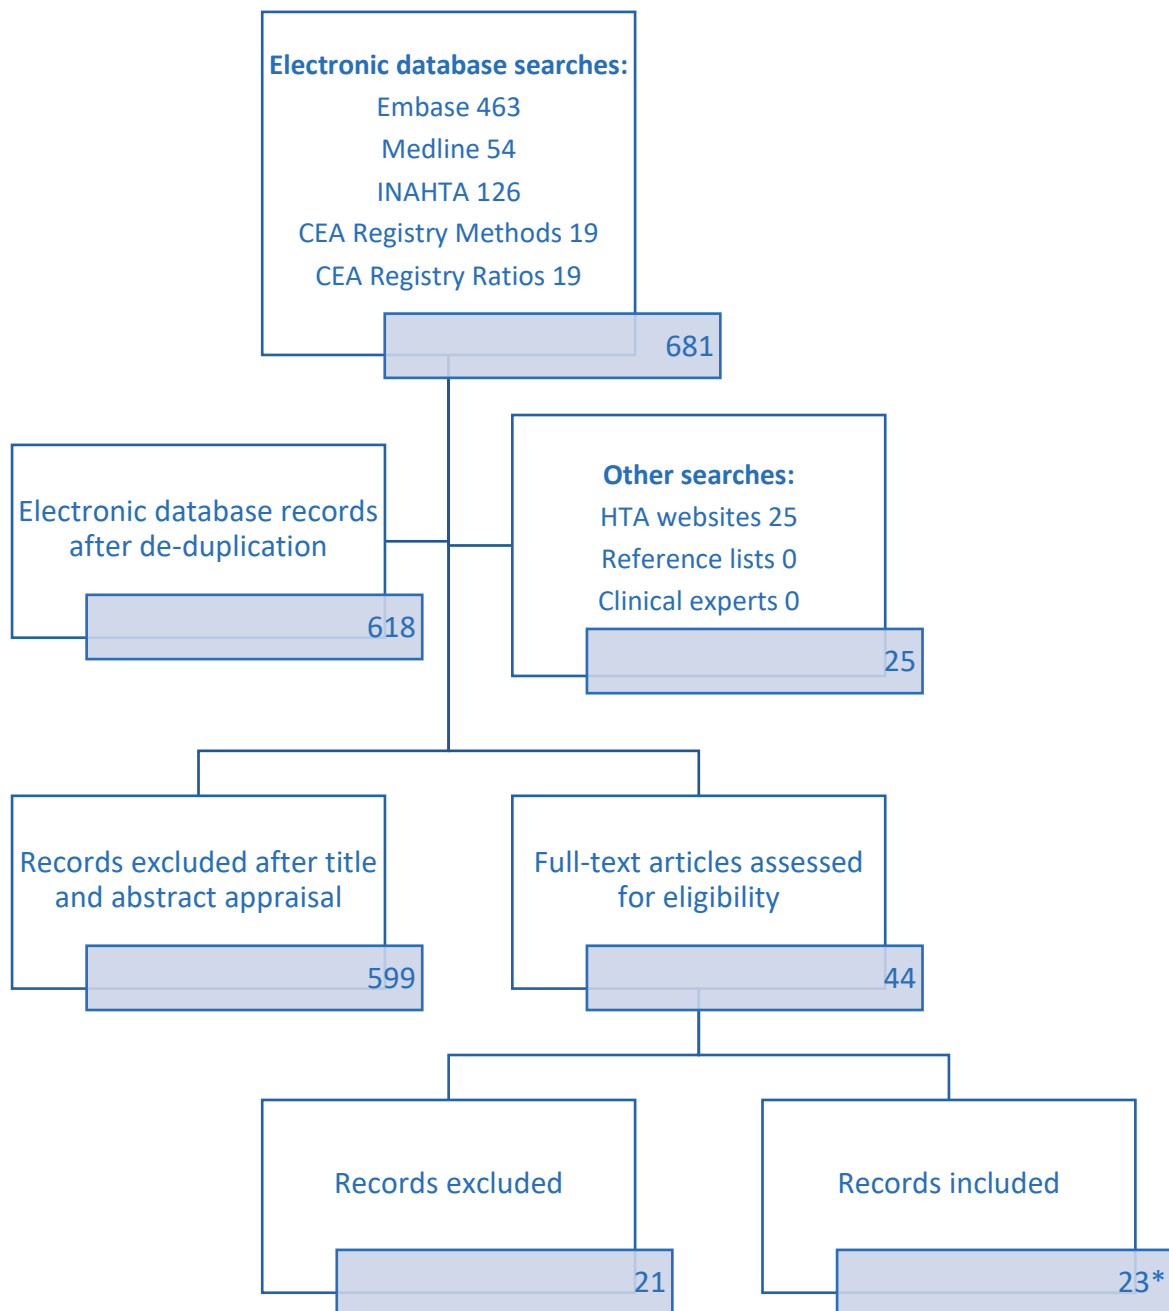 Electronic database searches:
Embase 463
Medline 54
INAHTA 126
CEA Registry Methods 19
CEA Registry Ratios 19
681
Electronic database records
after de-duplication
618
Other searches:
HTA websites 25
Reference lists 0
Clinical experts 0
25
Records excluded after title
and abstract appraisal
599
Full-text articles assessed
for eligibility
44
Records excluded
21
Records included
23*